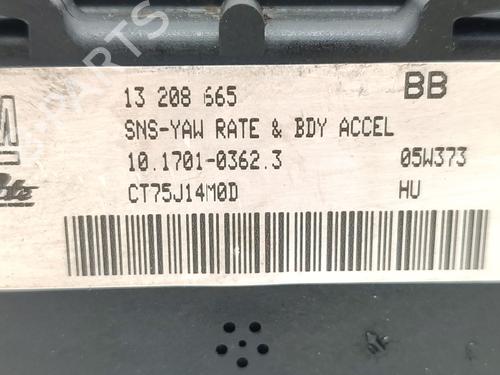 13 208 665 BB
SNS-YAW RATE & BDY ACCEL
10.1701-0362.3 05W373
CT75J14M0D HU